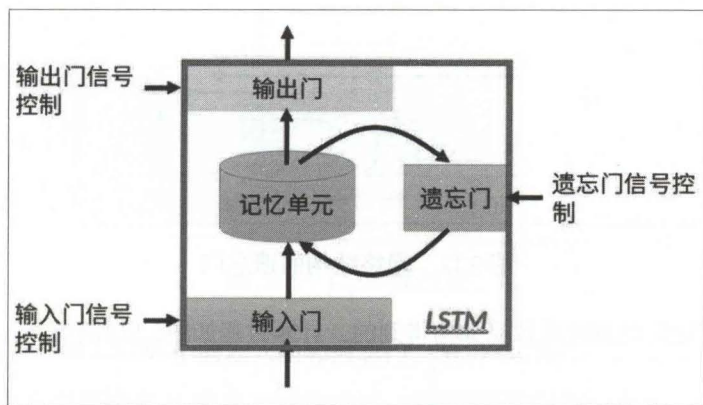 输出门信号
控制
输出门
记忆单元
遗忘门
遗忘门信号控
制
输入门信号
控制
输入门
LSTM